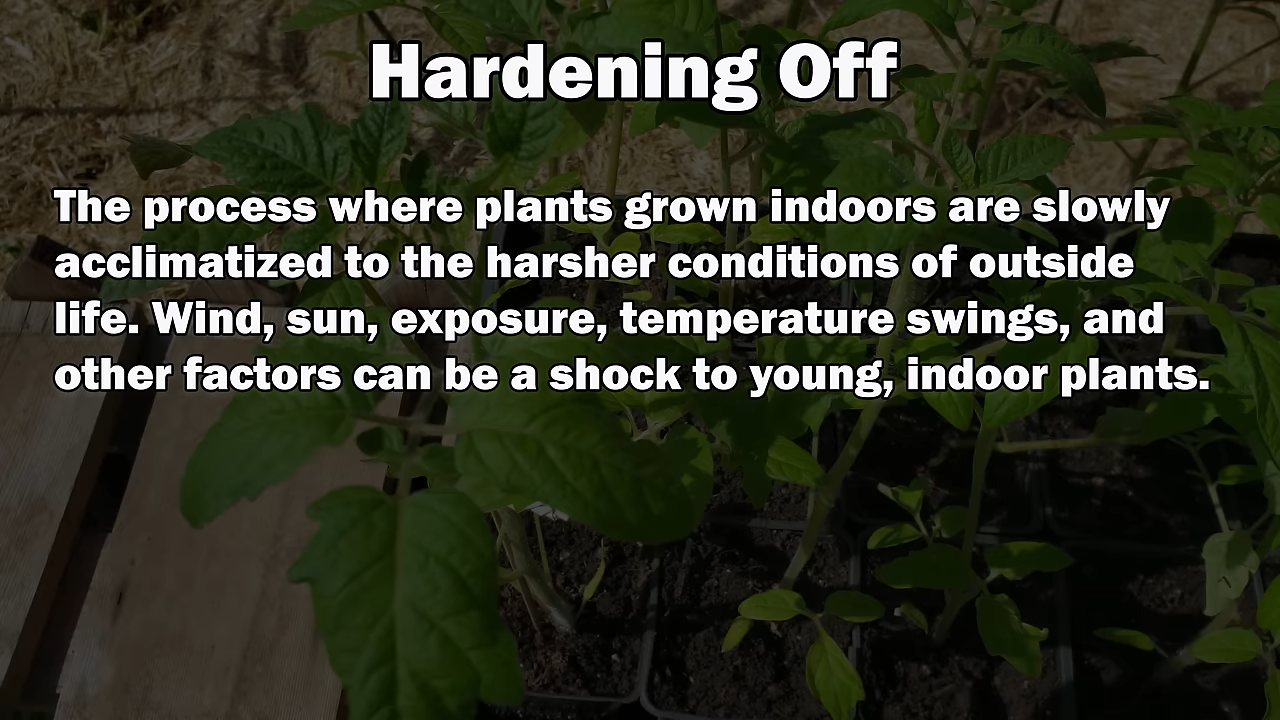 Hardening Off
The process where plants grown indoors are slowly
acclimatized to the harsher conditions of outside
life. Wind, sun, exposure, temperature swings, and
other factors can be a shock to young, indoor plants.